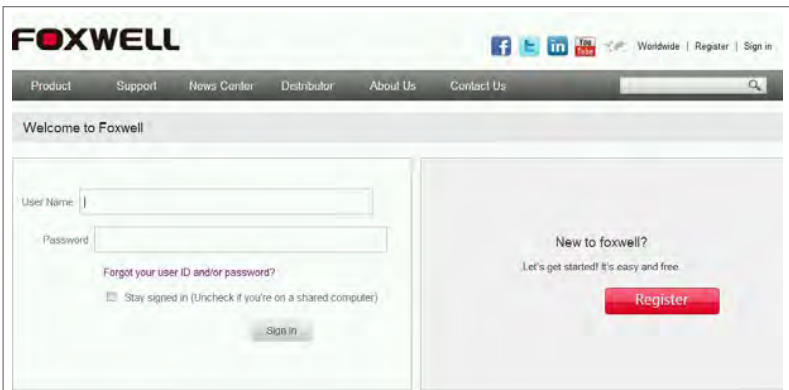 FOXWELL
You Tube
Worldwide | Register | Sign in
Product Support News Center Distributor About Us Contact Us
Welcome to Foxwell
User Name
Password
Forgot your user ID and/or password?
Stay signed in (Uncheck if you're on a shared computer)
Sign in
New to foxwell?
Let's get started! It's easy and free.
Register